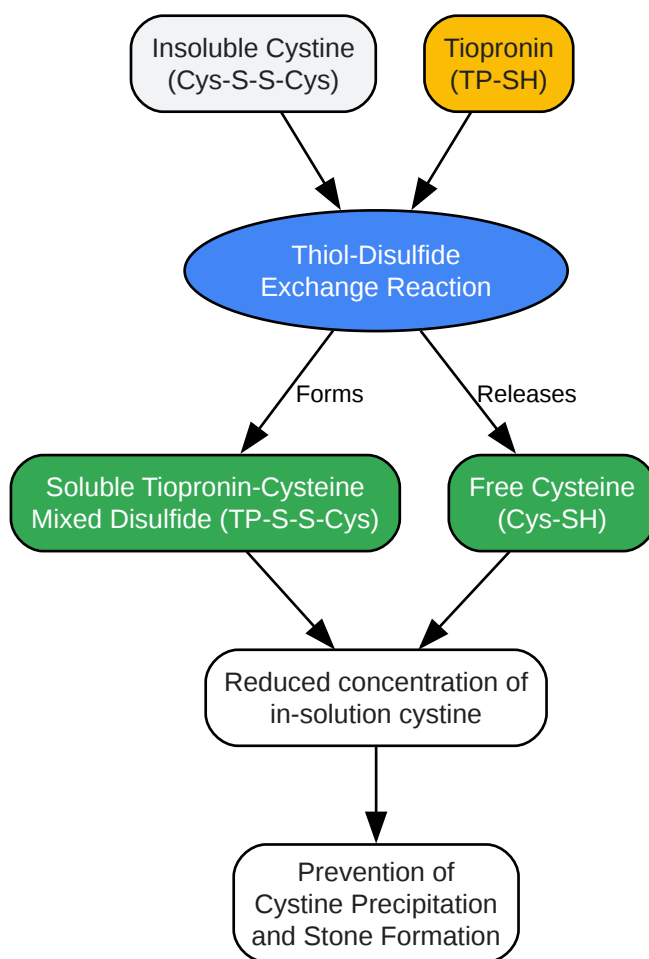 Insoluble Cystine
(Cys-S-S-Cys)
Tiopronin
(TP-SH)
Thiol-Disulfide
Exchange Reaction
Forms
Releases
Soluble Tiopronin-Cysteine
Mixed Disulfide (TP-S-S-Cys)
Free Cysteine
(Cys-SH)
Reduced concentration of
in-solution cystine
Prevention of
Cystine Precipitation
and Stone Formation